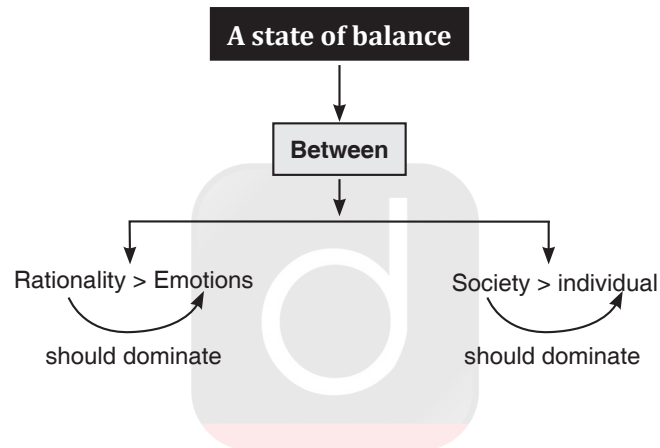 A state of balance
Between
Rationality > Emotions
should dominate
Society > individual
should dominate